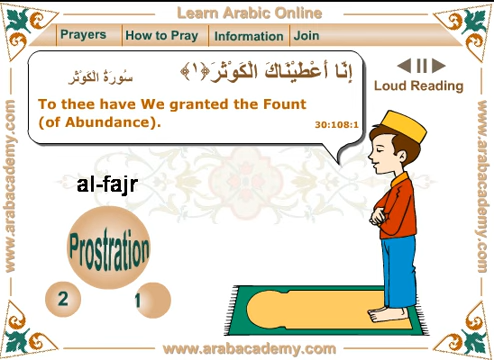 Learn Arabic Online
Prayers
How to Pray
Information
Join
إِنَّا أَعْطَيْنَاكَ الْكَوْثَرَ ﴿١﴾ سُورَةُ الكَوْثَر
To thee have We granted the Fount
(of Abundance).
30:108:1
Loud Reading
al-fajr
Prostration
2
1
www.arabacademy.com
www.arabacademy.com
www.arabacademy.com